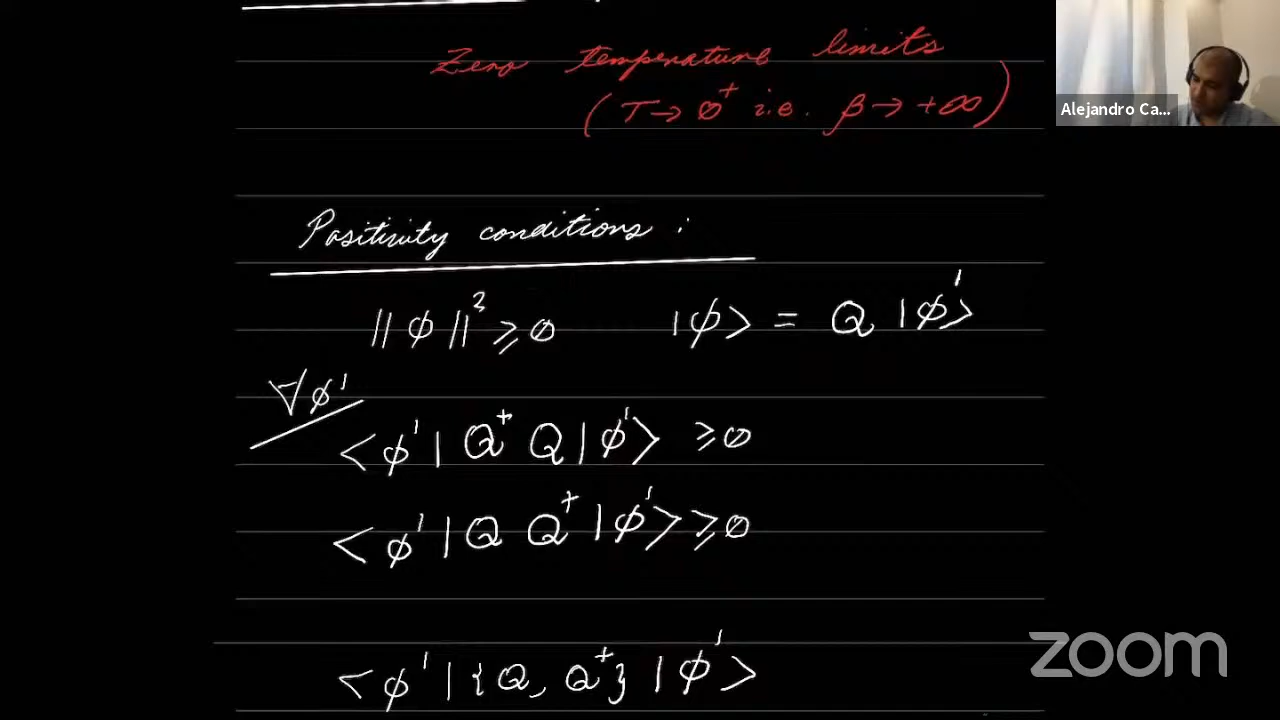 Zero temperature limits
(T → 0⁺ i.e. β → +∞)
Alejandro Ca...
Positivity conditions :
||ϕ||² ⩾ 0 |ϕ> = Q |ϕ'>
∀ϕ'
<ϕ'| Q⁺ Q |ϕ'> ⩾ 0
<ϕ'| Q Q⁺ |ϕ'> ⩾ 0
zoom
<ϕ'| {Q, Q⁺} |ϕ'>